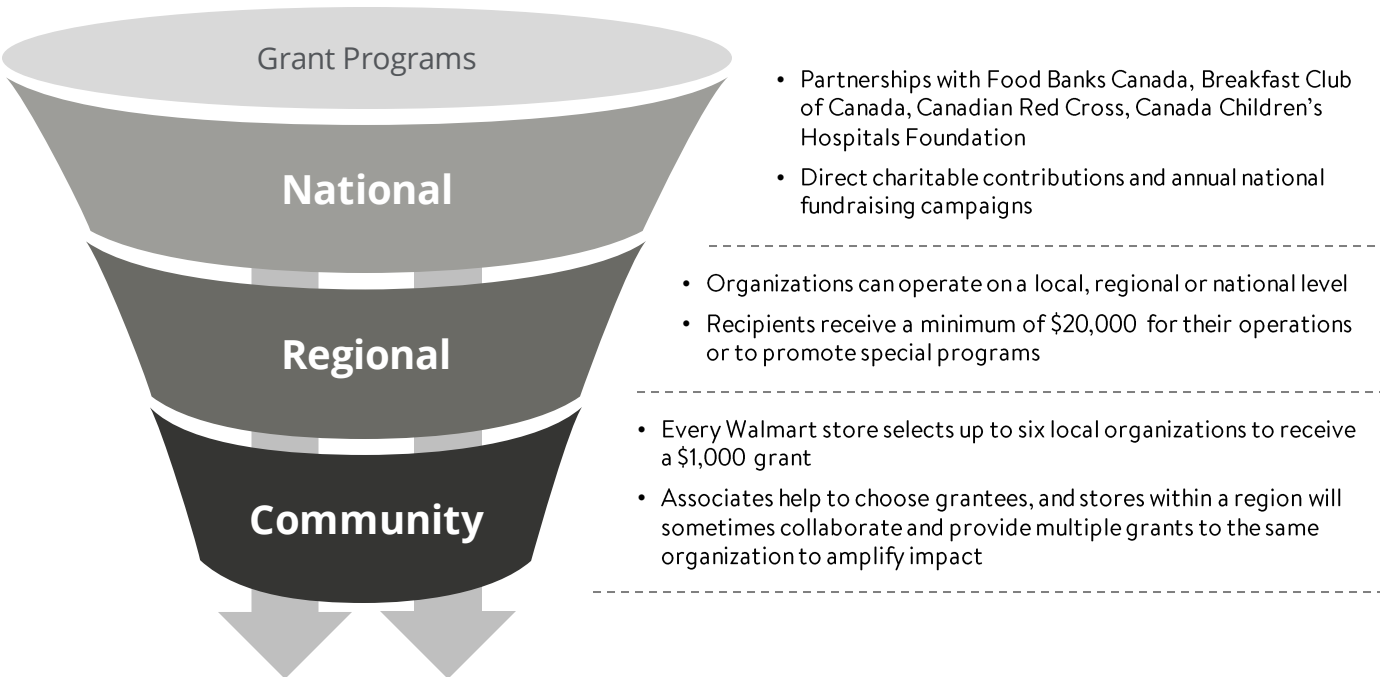 Grant Programs
National
• Partnerships with Food Banks Canada, Breakfast Club
of Canada, Canadian Red Cross, Canada Children’s
Hospitals Foundation
• Direct charitable contributions and annual national
fundraising campaigns
Regional
• Organizations can operate on a local, regional or national level
• Recipients receive a minimum of $20,000 for their operations
or to promote special programs
Community
• Every Walmart store selects up to six local organizations to receive
a $1,000 grant
• Associates help to choose grantees, and stores within a region will
sometimes collaborate and provide multiple grants to the same
organization to amplify impact